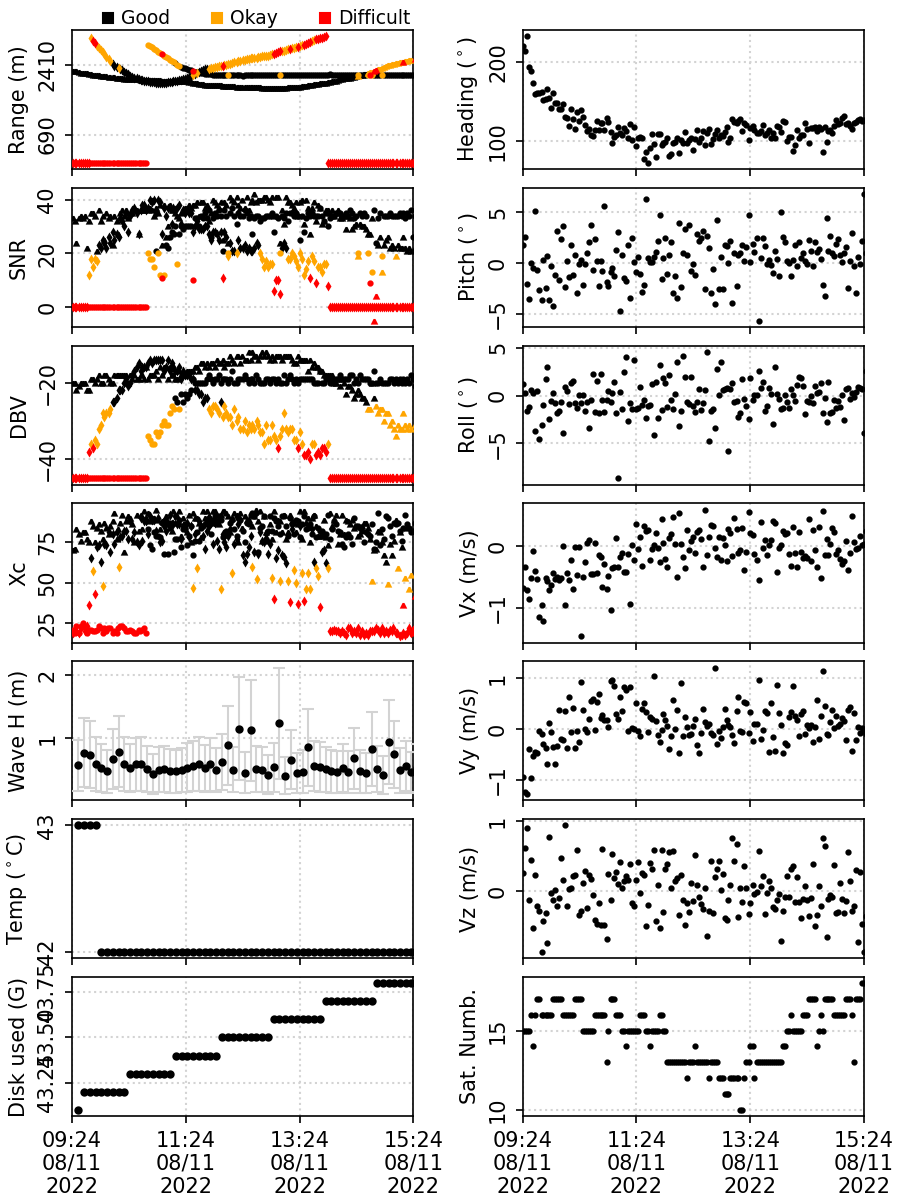 Good Okay Difficult
Range (m)
2410
690
Heading (°)
200
100
SNR
40
20
0
Pitch (°)
5
0
−5
DBV
−20
−40
Roll (°)
5
0
−5
Xc
75
50
25
Vx (m/s)
0
−1
Wave H (m)
2
1
Vy (m/s)
1
0
−1
Temp (°C)
43
42
Vz (m/s)
1
0
Disk used (G)
43.75
43.50
43.25
Sat. Numb.
15
10
09:24 11:24 13:24 15:24
08/11 08/11 08/11 08/11
2022 2022 2022 2022
09:24 11:24 13:24 15:24
08/11 08/11 08/11 08/11
2022 2022 2022 2022